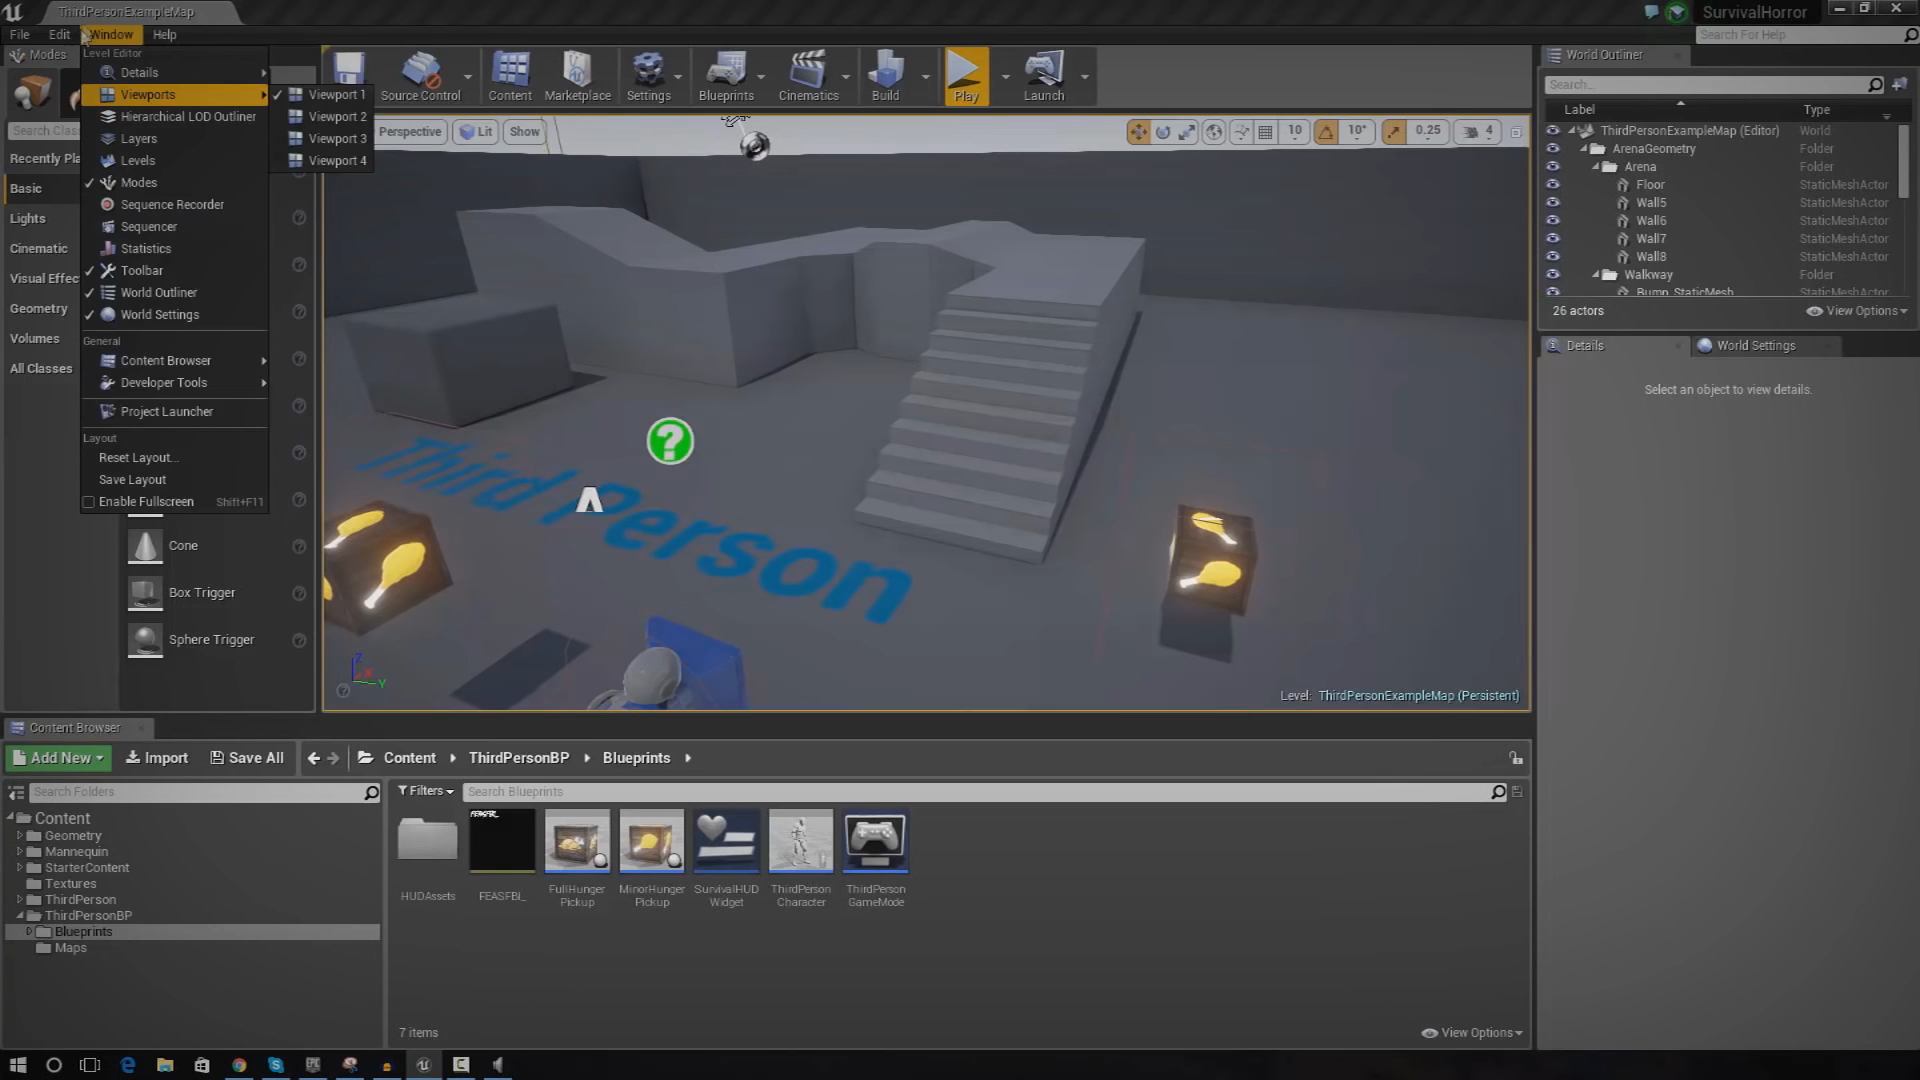 ThirdPersonExampleMap
SurvivalHorror
File Edit Window Help
Search For Help
Modes
Level Editor
Details
Viewports
Hierarchical LOD Outliner
Layers
Levels
Modes
Sequence Recorder
Sequencer
Statistics
Toolbar
World Outliner
World Settings
General
Content Browser
Developer Tools
Project Launcher
Layout
Reset Layout...
Save Layout
Enable Fullscreen Shift+F11
Viewport 1
Viewport 2
Viewport 3
Viewport 4
Search Clas
Recently Pla
Basic
Lights
Cinematic
Visual Effec
Geometry
Volumes
All Classes
Cone
Box Trigger
Sphere Trigger
Source Control
Content
Marketplace
Settings
Blueprints
Cinematics
Build
Play
Launch
Perspective
Lit
Show
10
10°
0.25
4
Third Person
Z
X
Y
Level: ThirdPersonExampleMap (Persistent)
World Outliner
Search...
Label Type
ThirdPersonExampleMap (Editor) World
ArenaGeometry Folder
Arena Folder
Floor StaticMeshActor
Wall5 StaticMeshActor
Wall6 StaticMeshActor
Wall7 StaticMeshActor
Wall8 StaticMeshActor
Walkway Folder
Bump_StaticMesh StaticMeshActor
26 actors
View Options
Details
World Settings
Select an object to view details.
Content Browser
Add New
Import
Save All
Content
ThirdPersonBP
Blueprints
Search Folders
Filters
Search Blueprints
Content
Geometry
Mannequin
StarterContent
Textures
ThirdPerson
ThirdPersonBP
Blueprints
Maps
HUDAssets
FEASFBI_
FullHunger
Pickup
MinorHunger
Pickup
SurvivalHUD
Widget
ThirdPerson
Character
ThirdPerson
GameMode
7 items
View Options